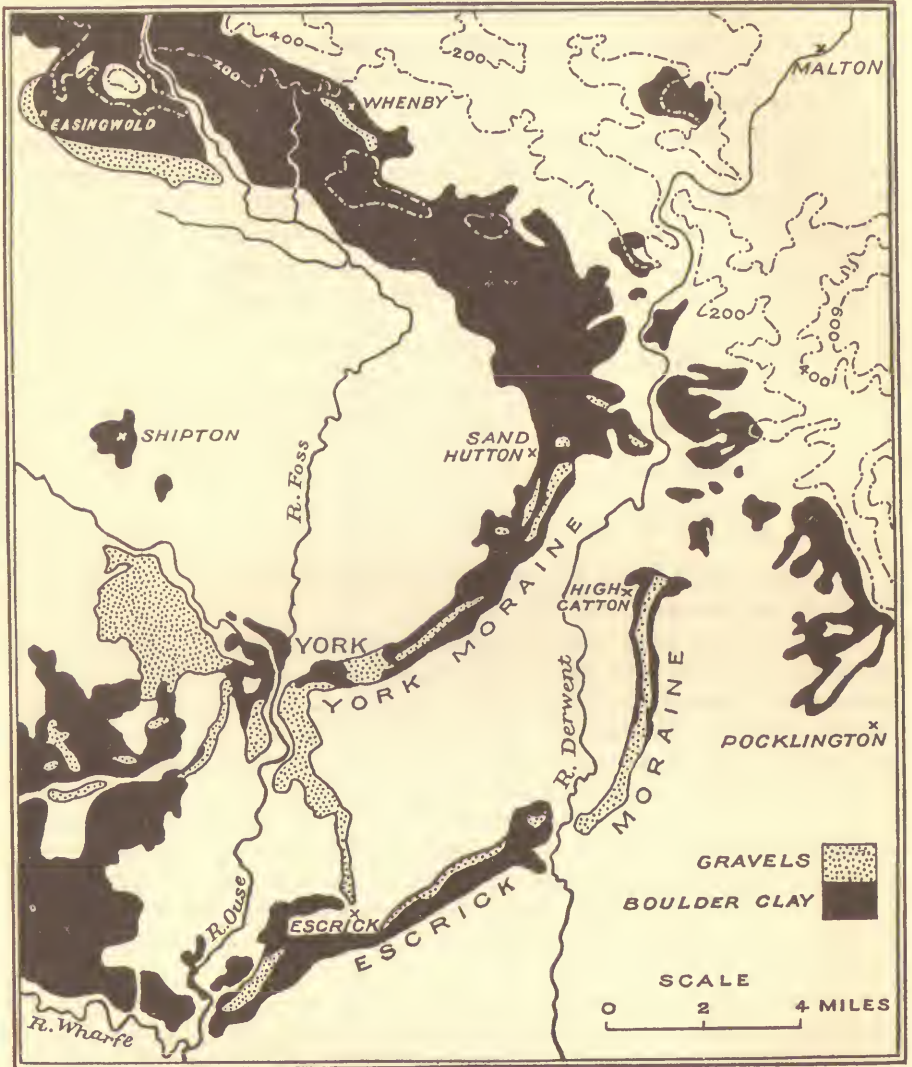 400
200
MALTON
200
WHENBY
EASINGWOLD
200
600
400
SHIPTON
SAND
HUTTON
R. Foss
HIGH
CATTON
YORK
YORK MORAINE
R. Derwent
POCKLINGTON
ESCRICK MORAINE
ESCRICK
R. Ouse
R. Wharfe
GRAVELS
BOULDER CLAY
SCALE
0 2 4 MILES